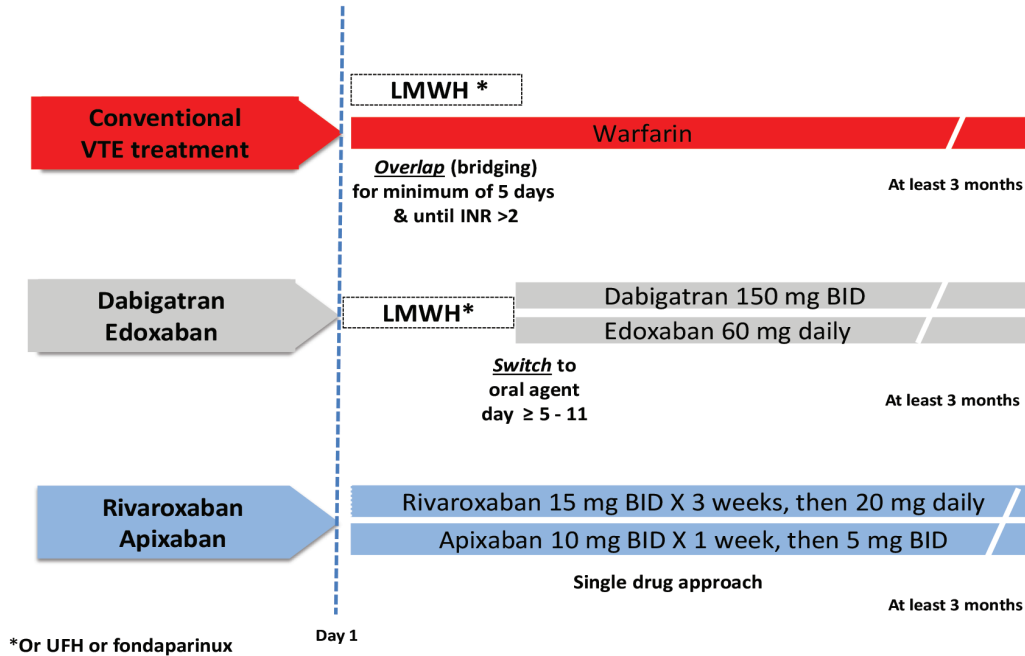 LMWH *
Conventional
VTE treatment
Warfarin
Overlap (bridging)
for minimum of 5 days
& until INR >2
At least 3 months
Dabigatran
Edoxaban
LMWH*
Dabigatran 150 mg BID
Edoxaban 60 mg daily
Switch to
oral agent
day ≥ 5 - 11
At least 3 months
Rivaroxaban
Apixaban
Rivaroxaban 15 mg BID X 3 weeks, then 20 mg daily
Apixaban 10 mg BID X 1 week, then 5 mg BID
Single drug approach
At least 3 months
Day 1
*Or UFH or fondaparinux